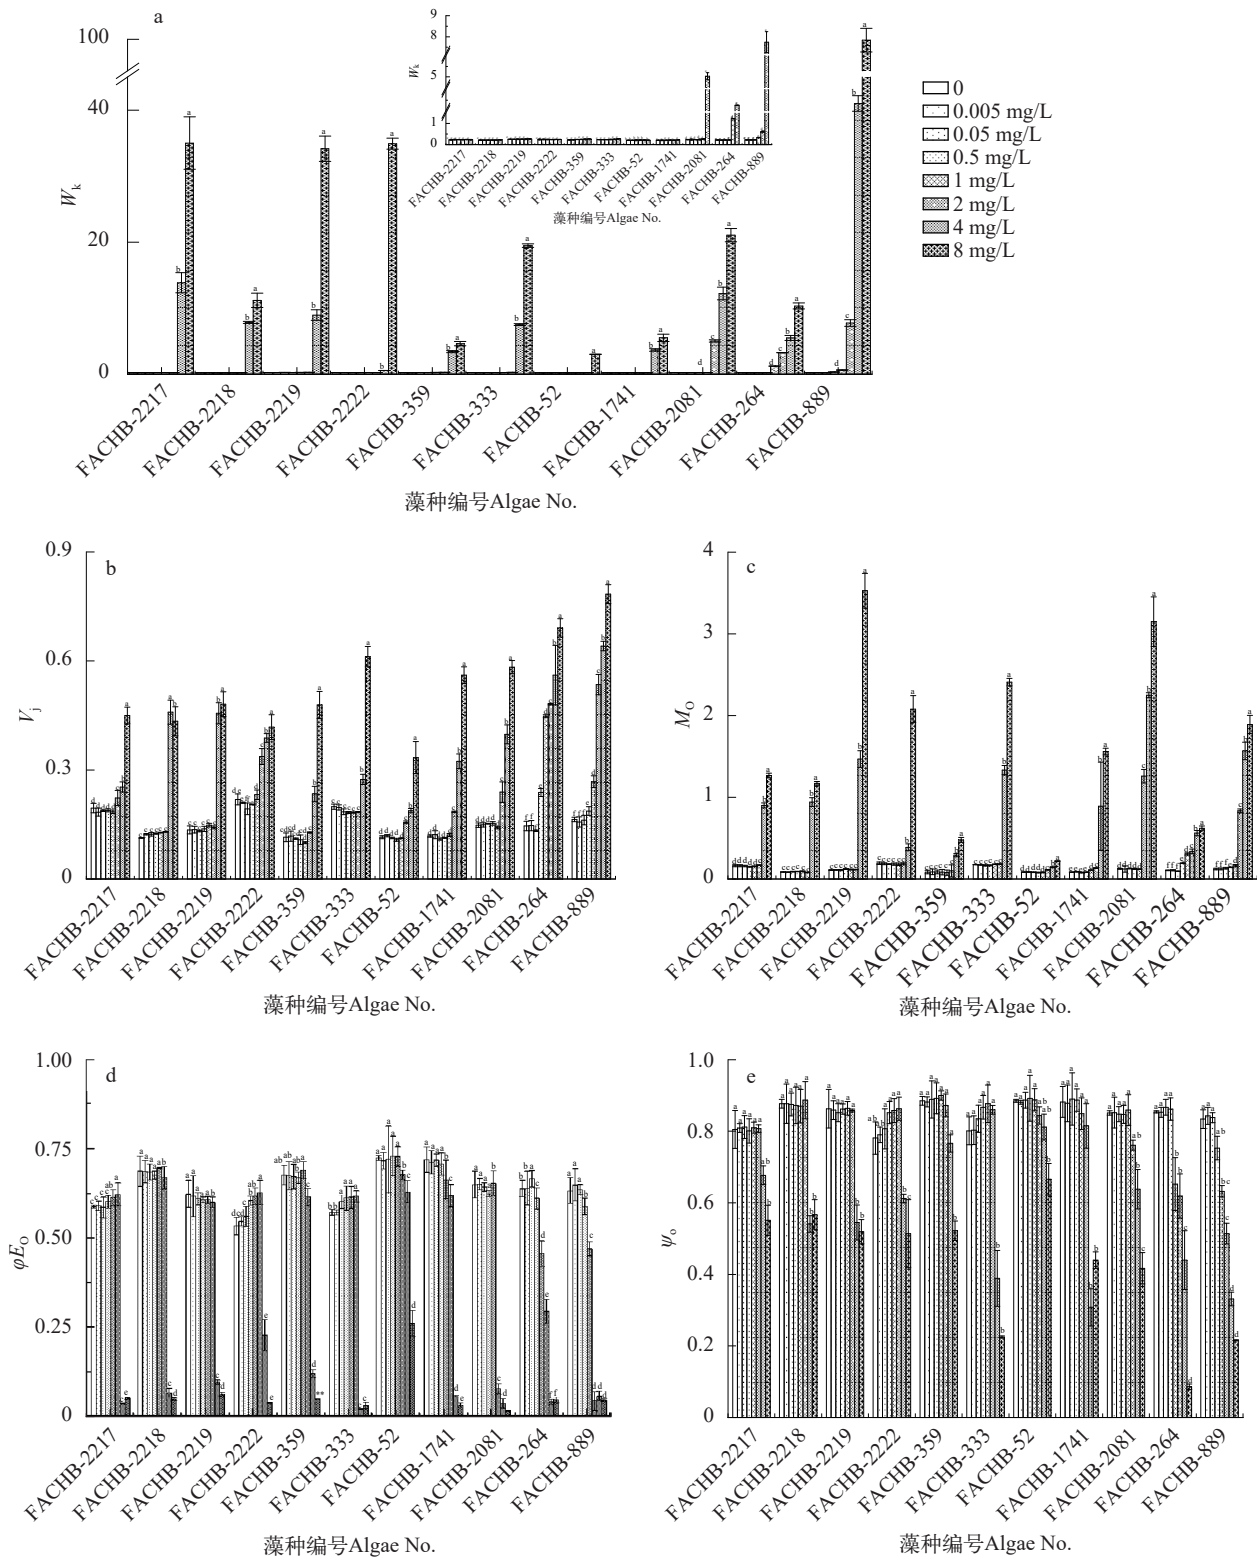 a
100
40
20
0
W_k
FACHB-2217
FACHB-2218
FACHB-2219
FACHB-2222
FACHB-359
FACHB-333
FACHB-52
FACHB-1741
FACHB-2081
FACHB-264
FACHB-889
藻种编号Algae No.
9
8
5
1
0
W_k
FACHB-2217
FACHB-2218
FACHB-2219
FACHB-2222
FACHB-359
FACHB-333
FACHB-52
FACHB-1741
FACHB-2081
FACHB-264
FACHB-889
藻种编号Algae No.
0
0.005 mg/L
0.05 mg/L
0.5 mg/L
1 mg/L
2 mg/L
4 mg/L
8 mg/L
b
0.9
0.6
0.3
0
V_j
FACHB-2217
FACHB-2218
FACHB-2219
FACHB-2222
FACHB-359
FACHB-333
FACHB-52
FACHB-1741
FACHB-2081
FACHB-264
FACHB-889
藻种编号Algae No.
c
4
3
2
1
0
M_O
FACHB-2217
FACHB-2218
FACHB-2219
FACHB-2222
FACHB-359
FACHB-333
FACHB-52
FACHB-1741
FACHB-2081
FACHB-264
FACHB-889
藻种编号Algae No.
d
1.00
0.75
0.50
0.25
0
φE_O
FACHB-2217
FACHB-2218
FACHB-2219
FACHB-2222
FACHB-359
FACHB-333
FACHB-52
FACHB-1741
FACHB-2081
FACHB-264
FACHB-889
藻种编号Algae No.
e
1.0
0.8
0.6
0.4
0.2
0
ψ_o
FACHB-2217
FACHB-2218
FACHB-2219
FACHB-2222
FACHB-359
FACHB-333
FACHB-52
FACHB-1741
FACHB-2081
FACHB-264
FACHB-889
藻种编号Algae No.